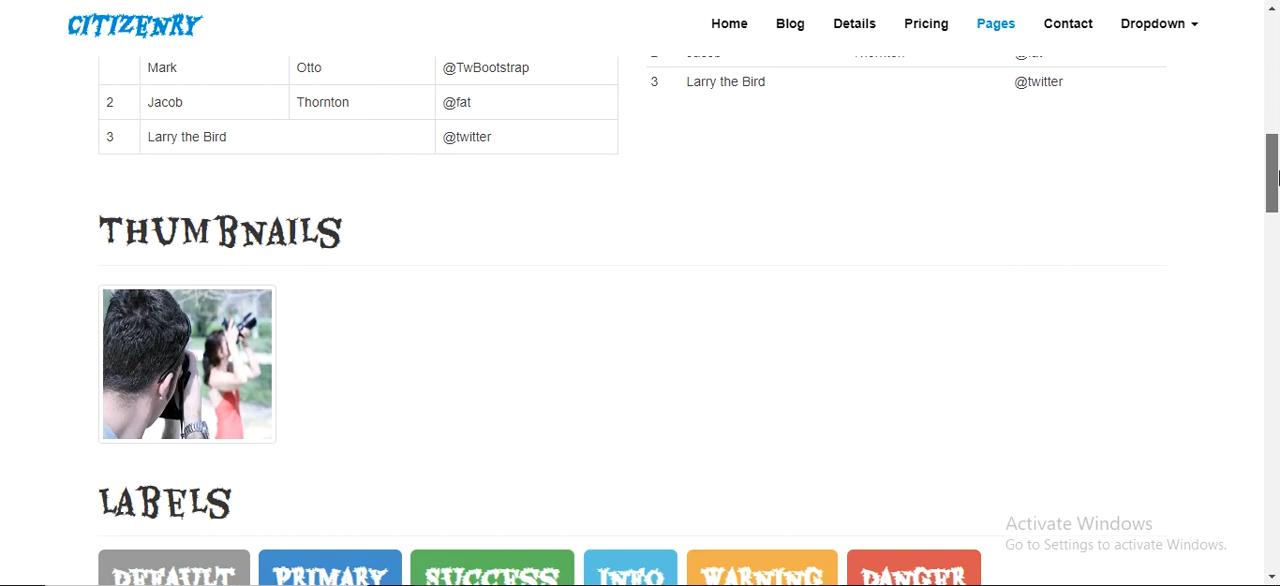 CITIZENRY
Home Blog Details Pricing Pages Contact Dropdown
Mark Otto @TwBootstrap
2 Jacob Thornton @fat
3 Larry the Bird @twitter
3 Larry the Bird @twitter
THUMBNAILS
LABELS
Activate Windows
Go to Settings to activate Windows.
DEFAULT PRIMARY SUCCESS INFO WARNING DANGER